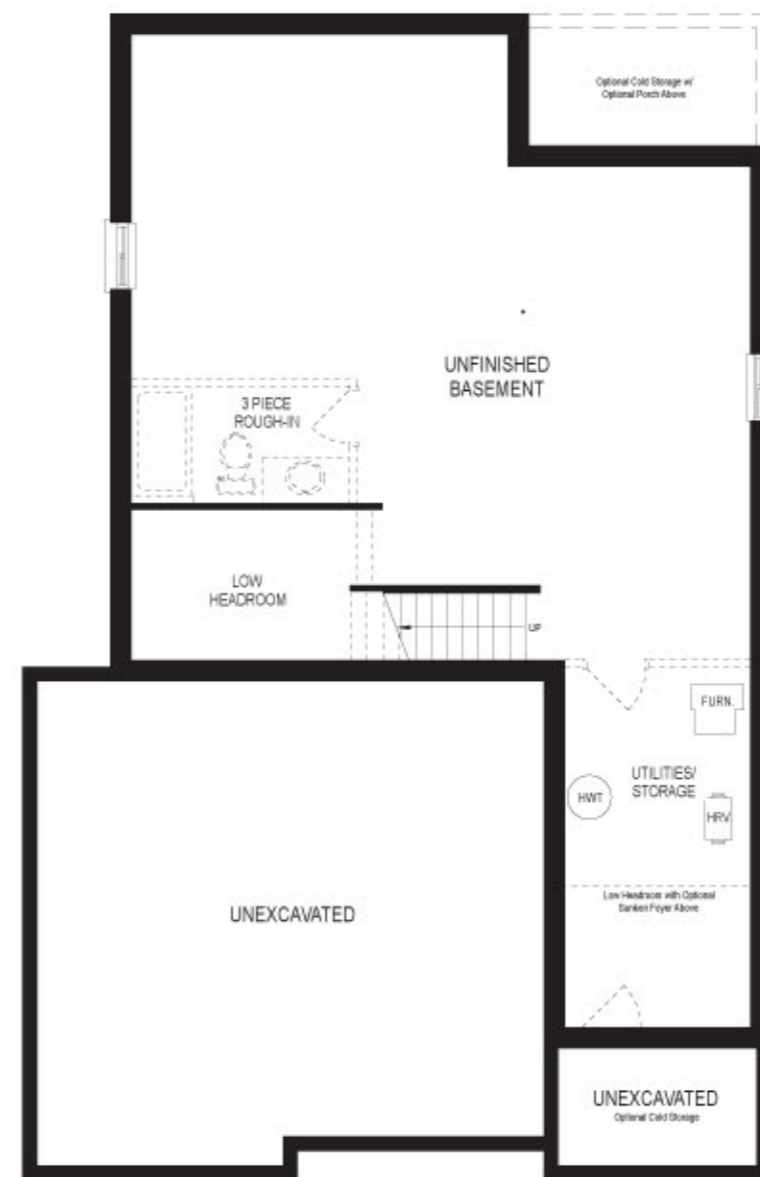 Optional Cold Storage w/
Optional Porch Above
UNFINISHED
BASEMENT
3 PIECE
ROUGH-IN
LOW
HEADROOM
UP
FURN.
UTILITIES/
STORAGE
HWT
HRV
Low Headroom with Optional
Sunken Foyer Above
UNEXCAVATED
UNEXCAVATED
Optional Cold Storage